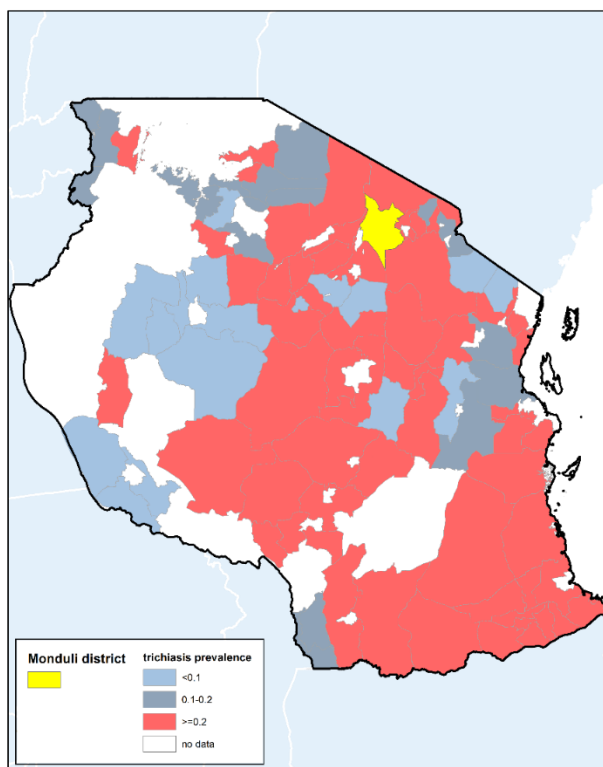 Monduli district
trichiasis prevalence
<0.1
0.1-0.2
>=0.2
no data